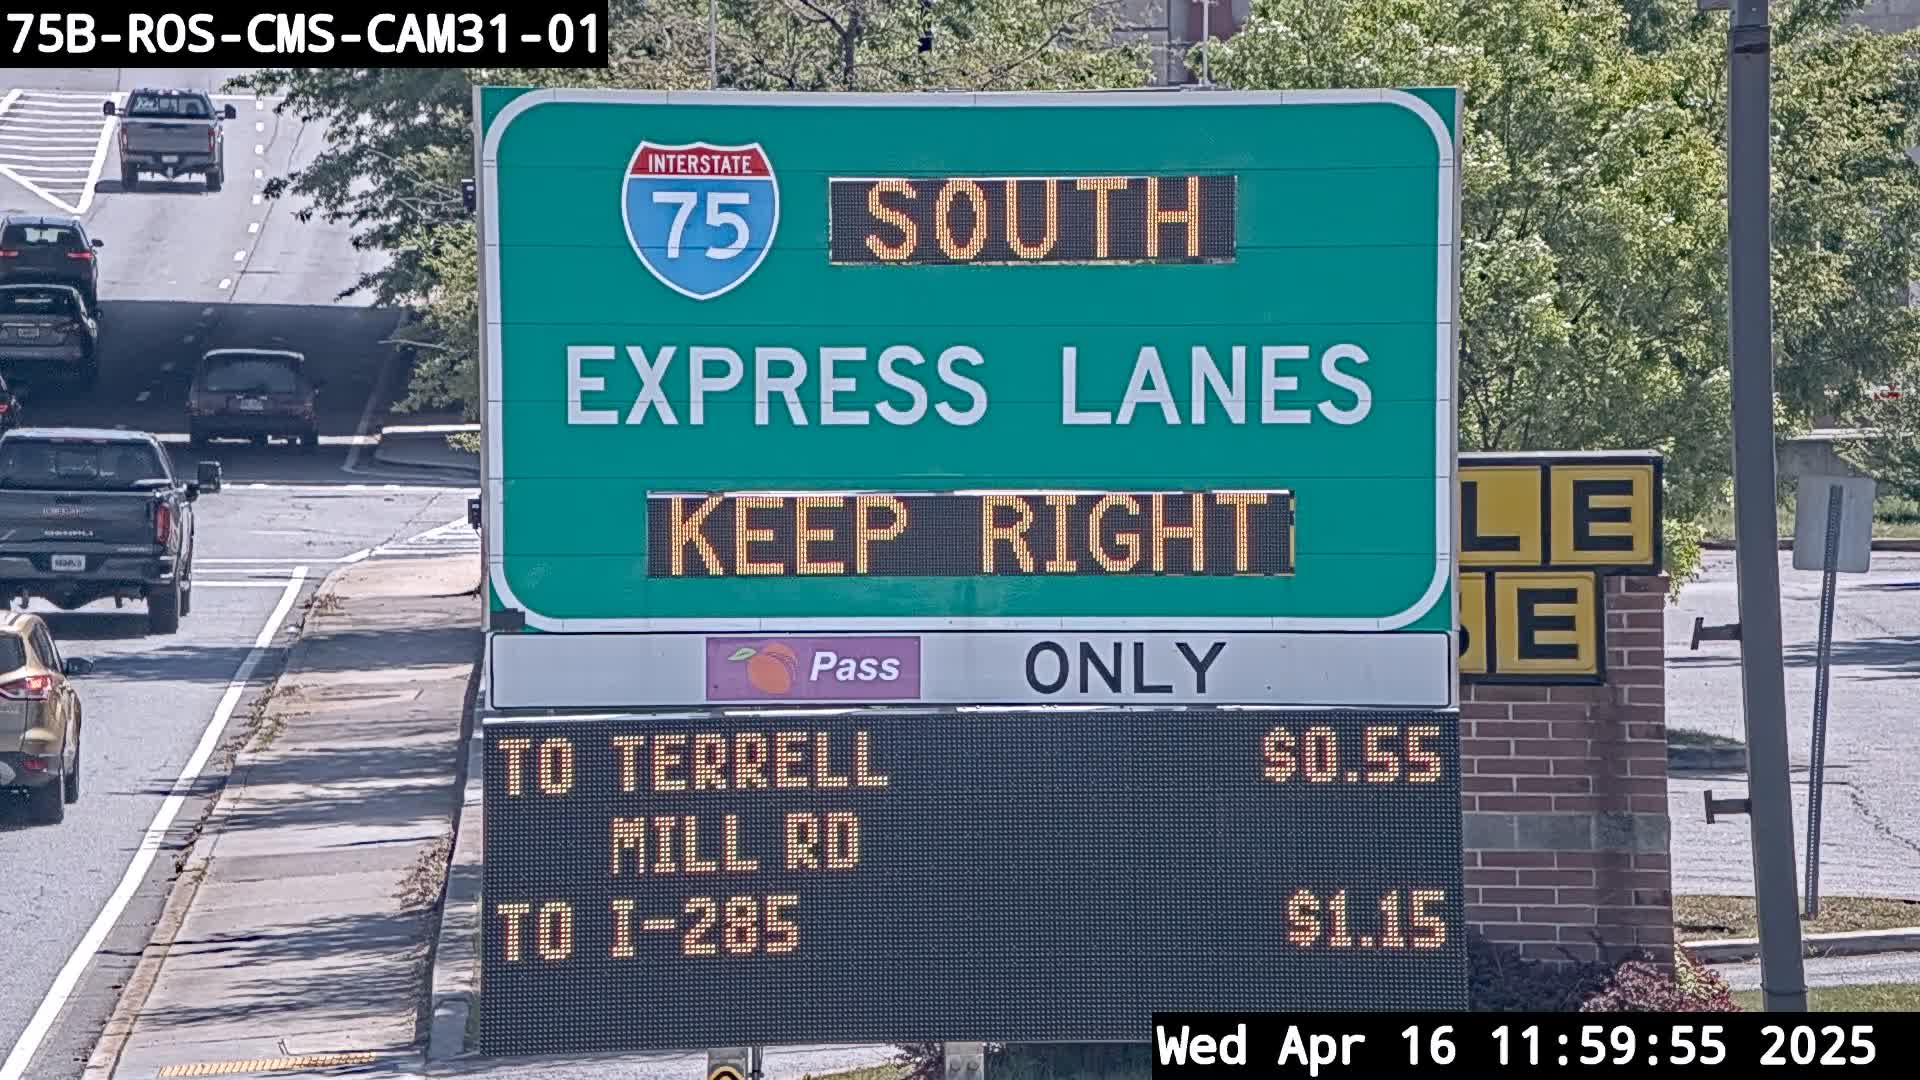 75B-ROS-CMS-CAM31-01
INTERSTATE
75
SOUTH
EXPRESS LANES
KEEP RIGHT
Pass ONLY
TO TERRELL $0.55
MILL RD
TO I-285 $1.15
LE
E
Wed Apr 16 11:59:55 2025